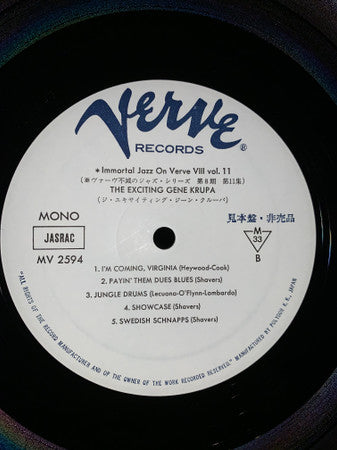 Verve
RECORDS ®
*Immortal Jazz On Verve VIII vol. 11
(※ヴァーヴ不滅のジャズ・シリーズ 第8期 第11集)
THE EXCITING GENE KRUPA
(ジ・エキサイティング・ジーン・クルーパ)
MONO
見本盤・非売品
JASRAC
M
33
B
MV 2594
1. I'M COMING, VIRGINIA (Heywood-Cook)
2. PAYIN' THEM DUES BLUES (Shavers)
3. JUNGLE DRUMS (Lecuona-O'Flynn-Lombardo)
4. SHOWCASE (Shavers)
5. SWEDISH SCHNAPPS (Shavers)
"ALL RIGHTS OF THE RECORD MANUFACTURER AND OF THE OWNER OF THE WORK RECORDED RESERVED." MANUFACTURED BY POLYDOR K.K., JAPAN